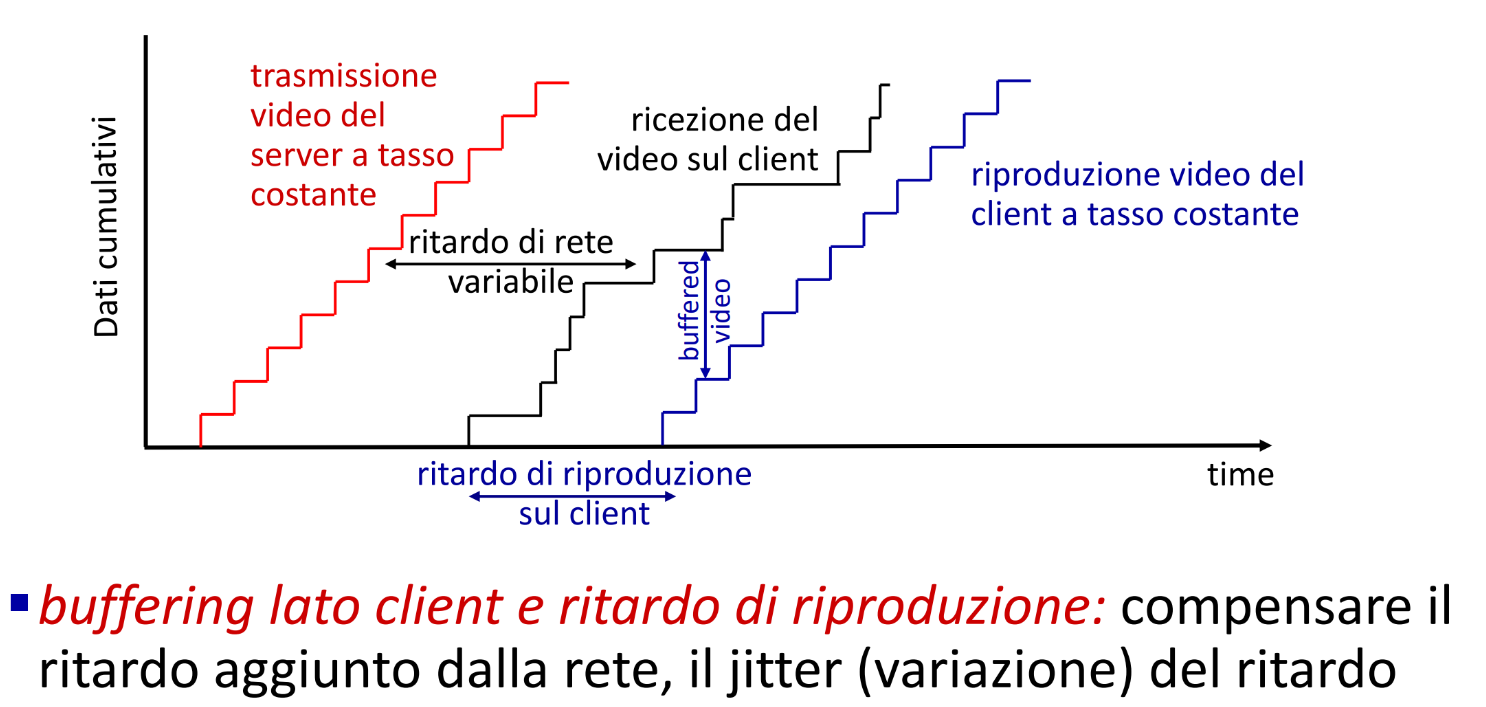 trasmissione
video del
server a tasso
costante
ricezione del
video sul client
riproduzione video del
client a tasso costante
Dati cumulativi
ritardo di rete
variabile
buffered
video
ritardo di riproduzione
sul client
time
buffering lato client e ritardo di riproduzione: compensare il
ritardo aggiunto dalla rete, il jitter (variazione) del ritardo